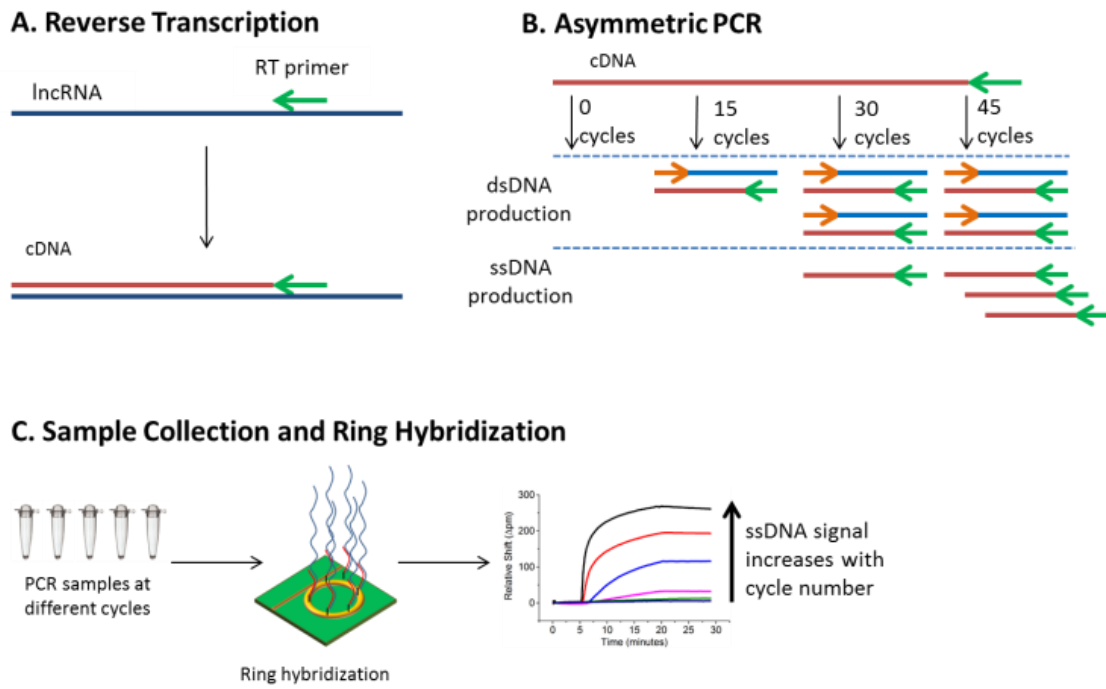 A. Reverse Transcription
RT primer
lncRNA
cDNA
B. Asymmetric PCR
cDNA
0
cycles
15
cycles
30
cycles
45
cycles
dsDNA
production
ssDNA
production
C. Sample Collection and Ring Hybridization
PCR samples at
different cycles
Ring hybridization
Relative Shift (Δpm)
300
200
100
0
0
5
10
15
20
25
30
Time (minutes)
ssDNA signal
increases with
cycle number